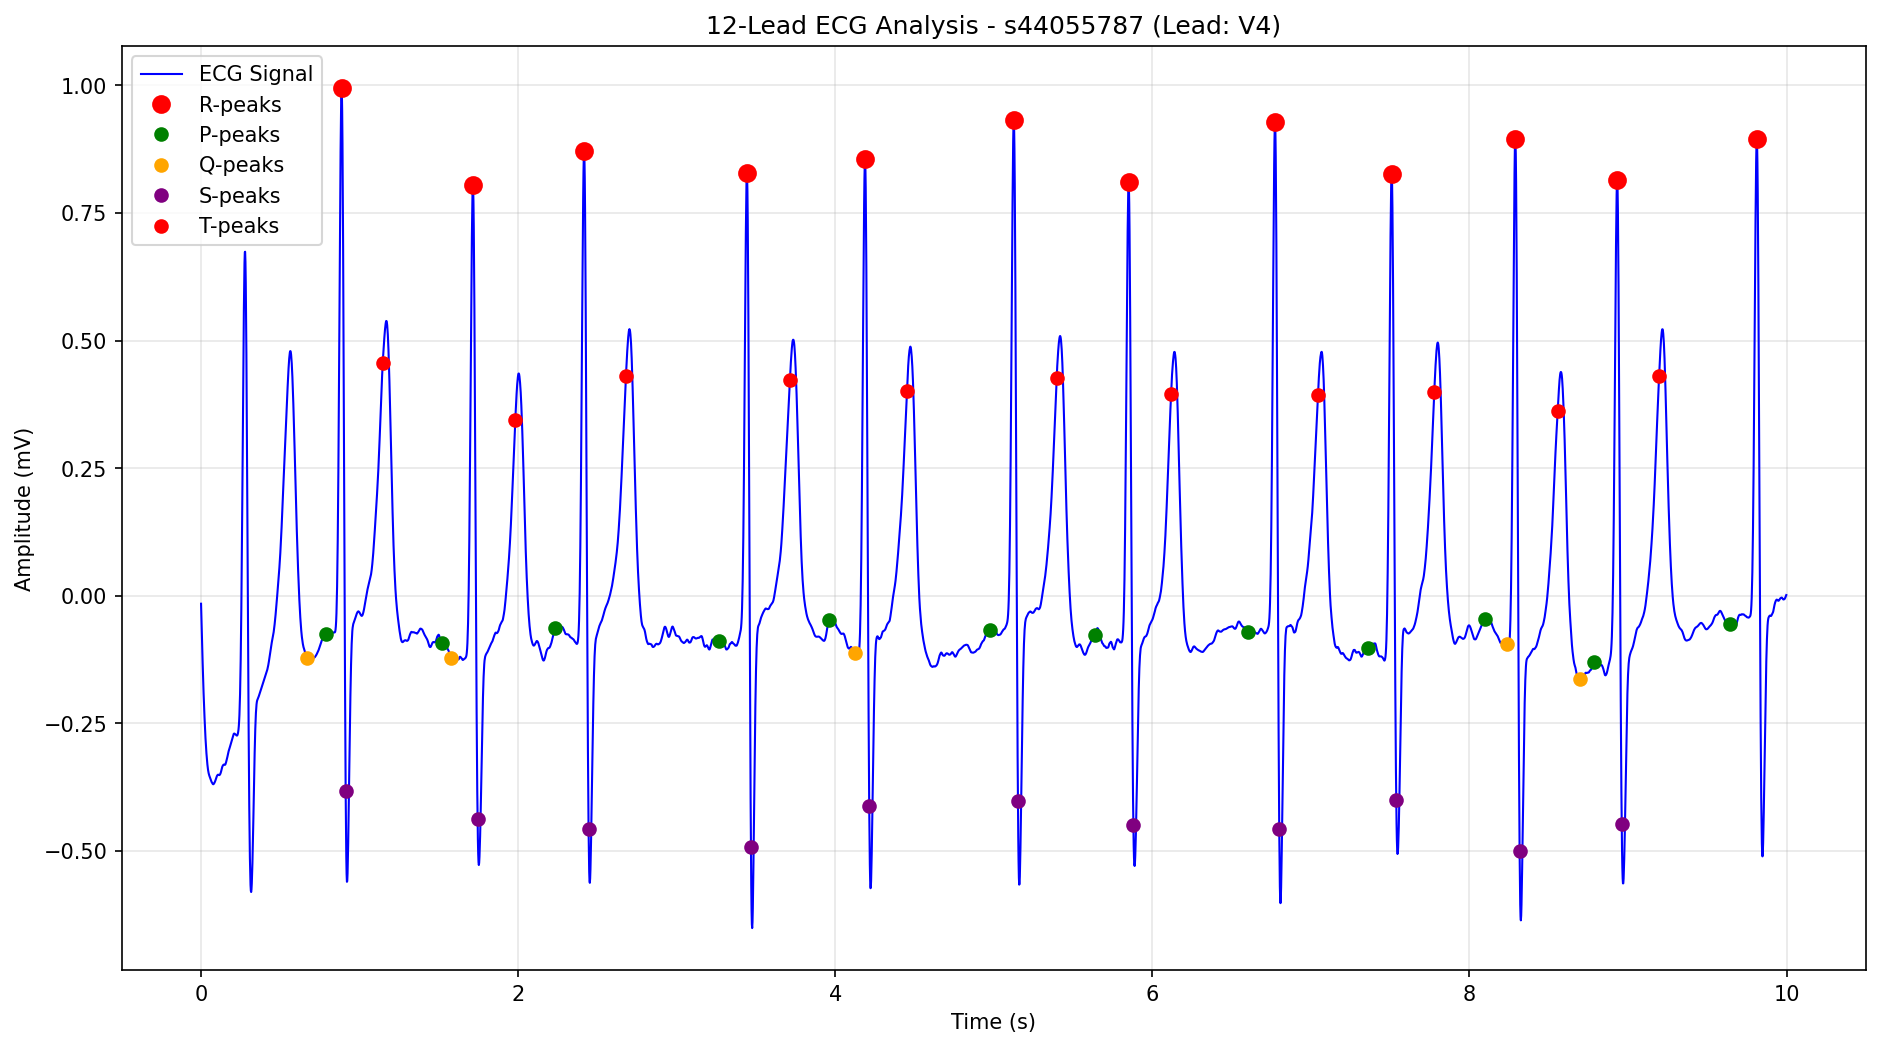 12-Lead ECG Analysis - s44055787 (Lead: V4)
ECG Signal
R-peaks
P-peaks
Q-peaks
S-peaks
T-peaks
1.00
0.75
0.50
0.25
0.00
−0.25
−0.50
Amplitude (mV)
0 2 4 6 8 10
Time (s)